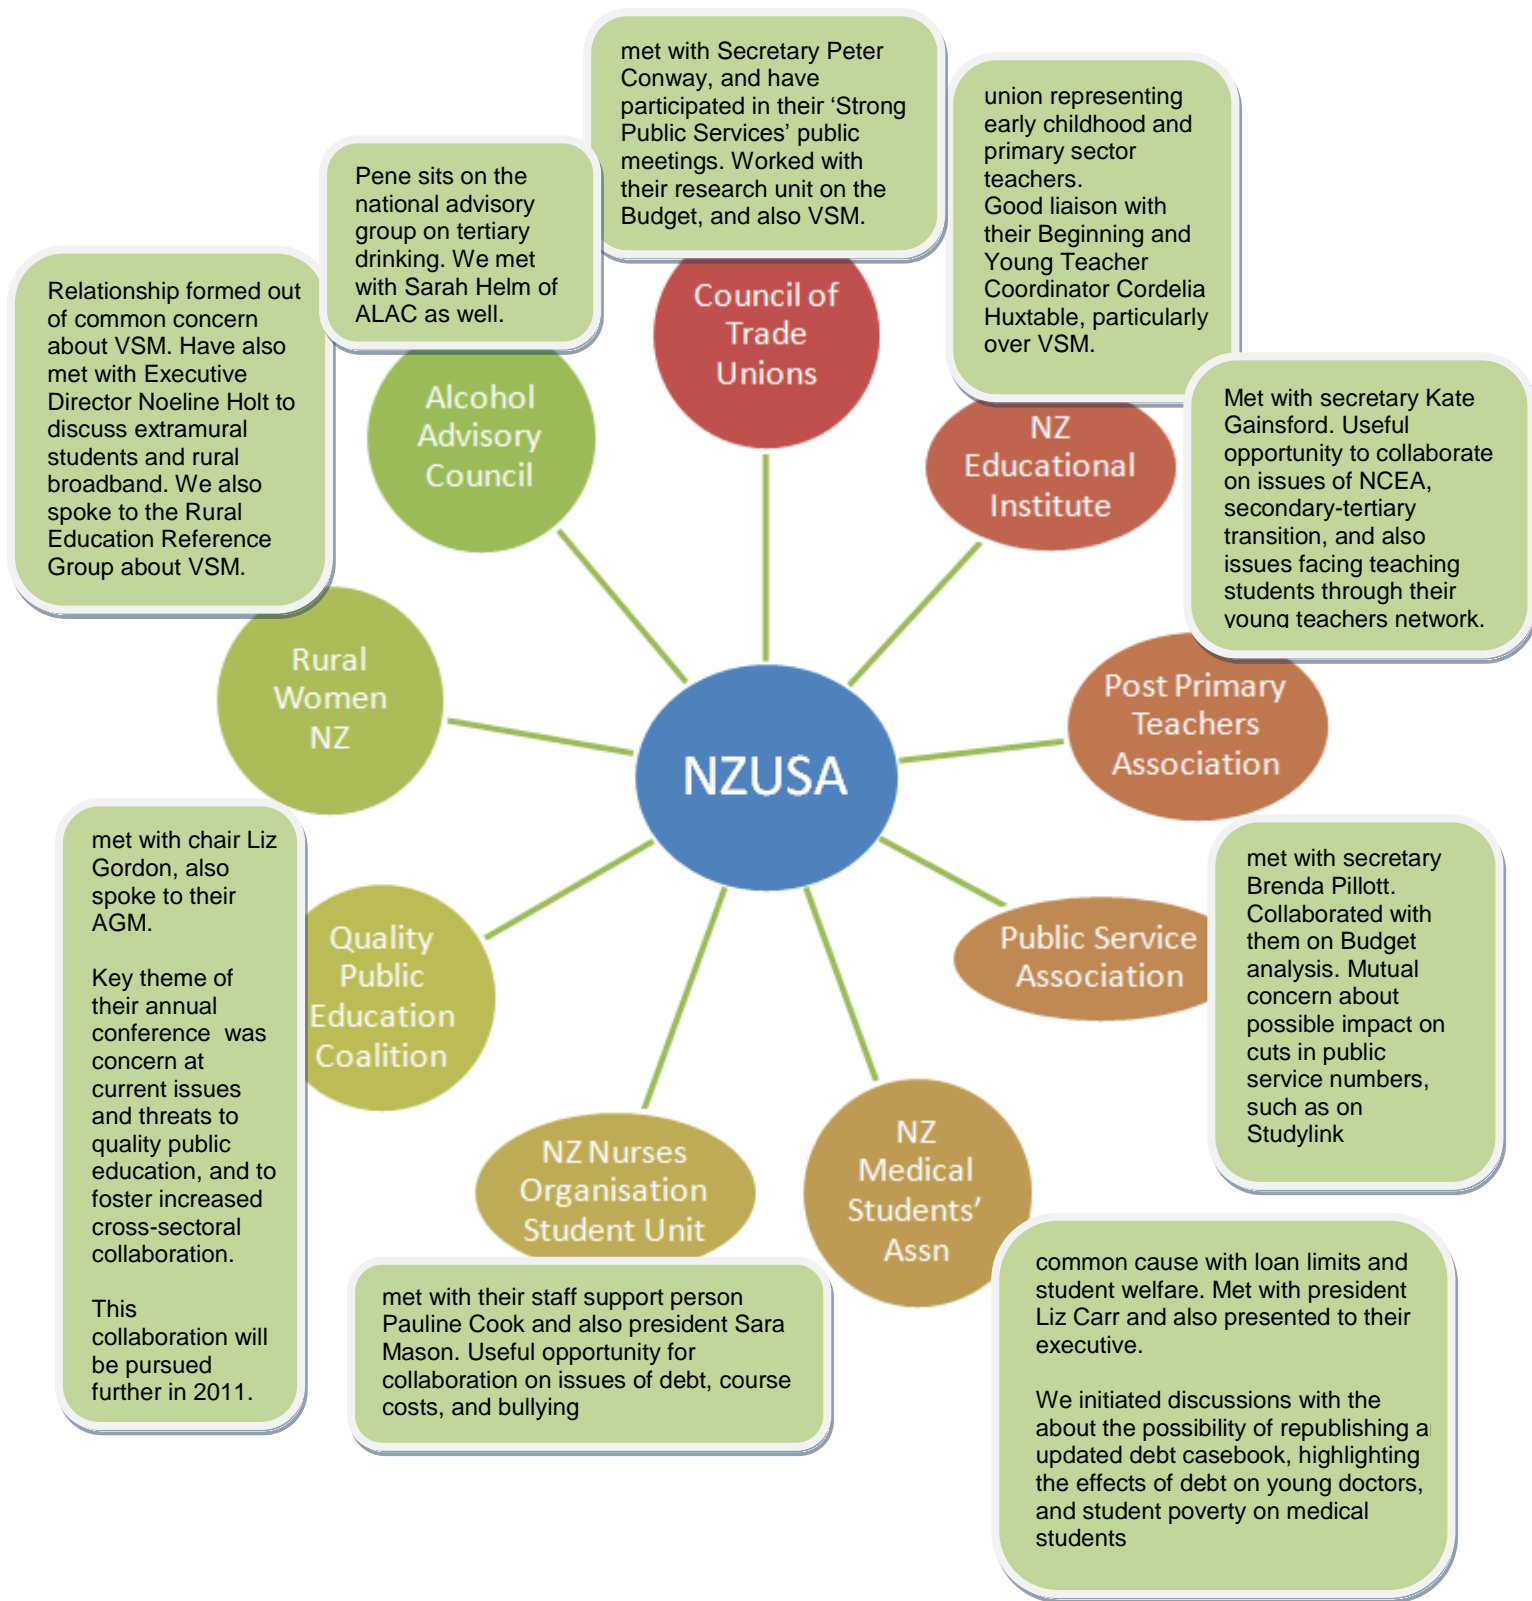 met with Secretary Peter
Conway, and have
participated in their ‘Strong
Public Services’ public
meetings. Worked with
their research unit on the
Budget, and also VSM.
union representing
early childhood and
primary sector
teachers.
Good liaison with
their Beginning and
Young Teacher
Coordinator Cordelia
Huxtable, particularly
over VSM.
Pene sits on the
national advisory
group on tertiary
drinking. We met
with Sarah Helm of
ALAC as well.
Relationship formed out
of common concern
about VSM. Have also
met with Executive
Director Noeline Holt to
discuss extramural
students and rural
broadband. We also
spoke to the Rural
Education Reference
Group about VSM.
Council of
Trade
Unions
Alcohol
Advisory
Council
NZ
Educational
Institute
Met with secretary Kate
Gainsford. Useful
opportunity to collaborate
on issues of NCEA,
secondary-tertiary
transition, and also
issues facing teaching
students through their
young teachers network.
Rural
Women
NZ
Post Primary
Teachers
Association
NZUSA
met with chair Liz
Gordon, also
spoke to their
AGM.
Key theme of
their annual
conference was
concern at
current issues
and threats to
quality public
education, and to
foster increased
cross-sectoral
collaboration.
This
collaboration will
be pursued
further in 2011.
Quality
Public
Education
Coalition
Public Service
Association
met with secretary
Brenda Pillott.
Collaborated with
them on Budget
analysis. Mutual
concern about
possible impact on
cuts in public
service numbers,
such as on
Studylink
NZ Nurses
Organisation
Student Unit
NZ
Medical
Students’
Assn
met with their staff support person
Pauline Cook and also president Sara
Mason. Useful opportunity for
collaboration on issues of debt, course
costs, and bullying
common cause with loan limits and
student welfare. Met with president
Liz Carr and also presented to their
executive.
We initiated discussions with the
about the possibility of republishing
updated debt casebook, highlighting
the effects of debt on young doctors,
and student poverty on medical
students